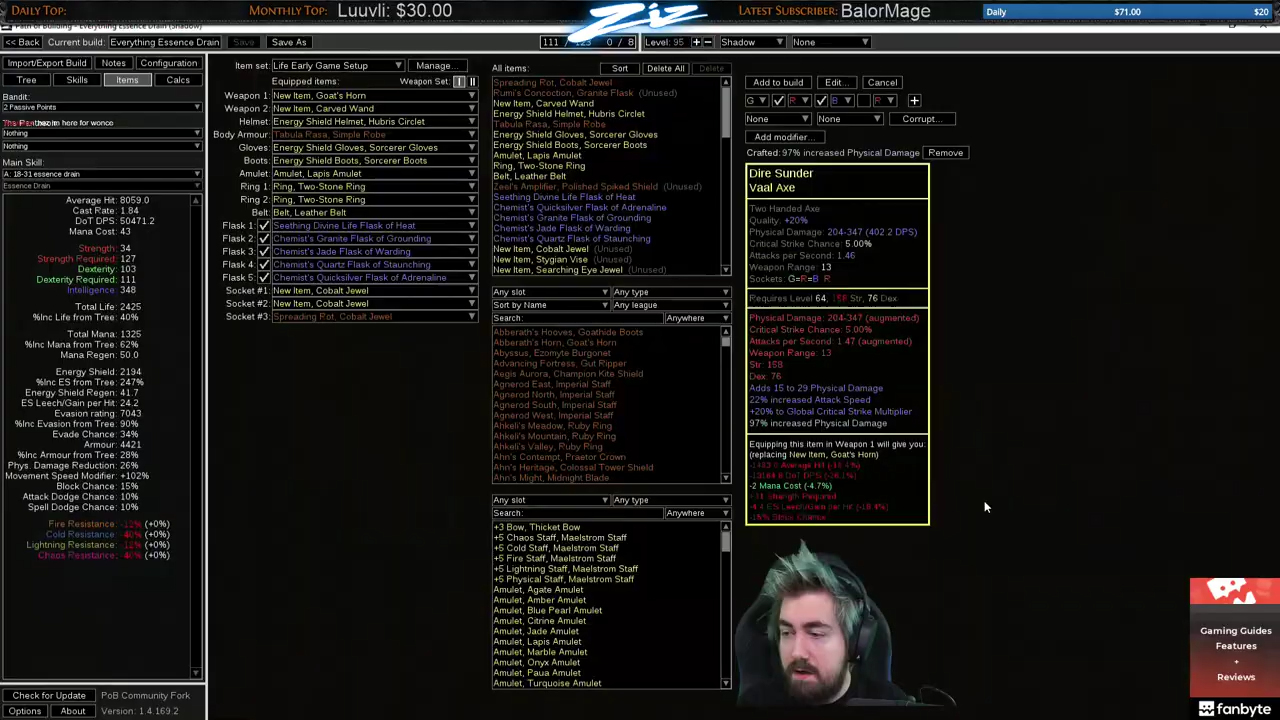 DAILY TOP:
MONTHLY TOP: Luuvli: $30.00
Ziz
LATEST SUBSCRIBER: BalorMage
Daily $71.00 $20
<< Back Current build: Everything Essence Drain Save Save As
111 / 123 0 / 8
Level: 95 + - Shadow None
Import/Export Build Notes Configuration
Tree Skills Items Calcs
Bandit:
2 Passive Points
Nothing
Nothing
Main Skill:
A: 18-31 essence drain
Essence Drain
Average Hit: 8059.0
Cast Rate: 1.84
DoT DPS: 50471.2
Mana Cost: 43
Strength: 34
Strength Required: 127
Dexterity: 103
Dexterity Required: 111
Intelligence: 348
Total Life: 2425
%Inc Life from Tree: 40%
Total Mana: 1325
%Inc Mana from Tree: 62%
Mana Regen: 50.0
Energy Shield: 2194
%Inc ES from Tree: 247%
Energy Shield Regen: 41.7
ES Leech/Gain per Hit: 24.2
Evasion rating: 7043
%Inc Evasion from Tree: 90%
Evade Chance: 34%
Armour: 4421
%Inc Armour from Tree: 28%
Phys. Damage Reduction: 26%
Movement Speed Modifier: +102%
Block Chance: 15%
Attack Dodge Chance: 10%
Spell Dodge Chance: 10%
Fire Resistance: -12% (+0%)
Cold Resistance: -40% (+0%)
Lightning Resistance: -12% (+0%)
Chaos Resistance: -40% (+0%)
Check for Update PoB Community Fork
Options About Version: 1.4.169.2
Item set: Life Early Game Setup Manage...
Equipped items: Weapon Set: I II
Weapon 1: New Item, Goat's Horn
Weapon 2: New Item, Carved Wand
Helmet: Energy Shield Helmet, Hubris Circlet
Body Armour: Tabula Rasa, Simple Robe
Gloves: Energy Shield Gloves, Sorcerer Gloves
Boots: Energy Shield Boots, Sorcerer Boots
Amulet: Amulet, Lapis Amulet
Ring 1: Ring, Two-Stone Ring
Ring 2: Ring, Two-Stone Ring
Belt: Belt, Leather Belt
Flask 1: Seething Divine Life Flask of Heat
Flask 2: Chemist's Granite Flask of Grounding
Flask 3: Chemist's Jade Flask of Warding
Flask 4: Chemist's Quartz Flask of Staunching
Flask 5: Chemist's Quicksilver Flask of Adrenaline
Socket #1: New Item, Cobalt Jewel
Socket #2: New Item, Cobalt Jewel
Socket #3: Spreading Rot, Cobalt Jewel
All items: Sort Delete All Delete
Spreading Rot, Cobalt Jewel
Rumi's Concoction, Granite Flask (Unused)
New Item, Carved Wand
Energy Shield Helmet, Hubris Circlet
Tabula Rasa, Simple Robe
Energy Shield Gloves, Sorcerer Gloves
Energy Shield Boots, Sorcerer Boots
Amulet, Lapis Amulet
Ring, Two-Stone Ring
Belt, Leather Belt
Zeel's Amplifier, Polished Spiked Shield (Unused)
Seething Divine Life Flask of Heat
Chemist's Quicksilver Flask of Adrenaline
Chemist's Granite Flask of Grounding
Chemist's Jade Flask of Warding
Chemist's Quartz Flask of Staunching
New Item, Cobalt Jewel (Unused)
New Item, Stygian Vise (Unused)
New Item, Searching Eye Jewel (Unused)
Any slot Any type
Sort by Name Any league
Search: Anywhere
Abberath's Hooves, Goathide Boots
Abberath's Horn, Goat's Horn
Abyssus, Ezomyte Burgonet
Advancing Fortress, Gut Ripper
Aegis Aurora, Champion Kite Shield
Agnerod East, Imperial Staff
Agnerod North, Imperial Staff
Agnerod South, Imperial Staff
Agnerod West, Imperial Staff
Ahkeli's Meadow, Ruby Ring
Ahkeli's Mountain, Ruby Ring
Ahkeli's Valley, Ruby Ring
Ahn's Contempt, Praetor Crown
Ahn's Heritage, Colossal Tower Shield
Ahn's Might, Midnight Blade
Any slot Any type
Search: Anywhere
+3 Bow, Thicket Bow
+5 Chaos Staff, Maelstrom Staff
+5 Cold Staff, Maelstrom Staff
+5 Fire Staff, Maelstrom Staff
+5 Lightning Staff, Maelstrom Staff
+5 Physical Staff, Maelstrom Staff
Amulet, Agate Amulet
Amulet, Amber Amulet
Amulet, Blue Pearl Amulet
Amulet, Citrine Amulet
Amulet, Jade Amulet
Amulet, Lapis Amulet
Amulet, Marble Amulet
Amulet, Onyx Amulet
Amulet, Paua Amulet
Amulet, Turquoise Amulet
Add to build Edit... Cancel
G R B R +
None None Corrupt...
Add modifier...
Crafted: 97% increased Physical Damage Remove
Dire Sunder
Vaal Axe
Two Handed Axe
Quality: +20%
Physical Damage: 204-347 (402.2 DPS)
Critical Strike Chance: 5.00%
Attacks per Second: 1.46
Weapon Range: 13
Sockets: G=R=B R
Requires Level 64, 158 Str, 76 Dex
Physical Damage: 204-347 (augmented)
Critical Strike Chance: 5.00%
Attacks per Second: 1.47 (augmented)
Weapon Range: 13
Str: 158
Dex: 76
Adds 15 to 29 Physical Damage
22% increased Attack Speed
+20% to Global Critical Strike Multiplier
97% increased Physical Damage
Equipping this item in Weapon 1 will give you:
(replacing New Item, Goat's Horn)
-2 Mana Cost (-4.7%)
Gaming Guides
Features
+
Reviews
fanbyte